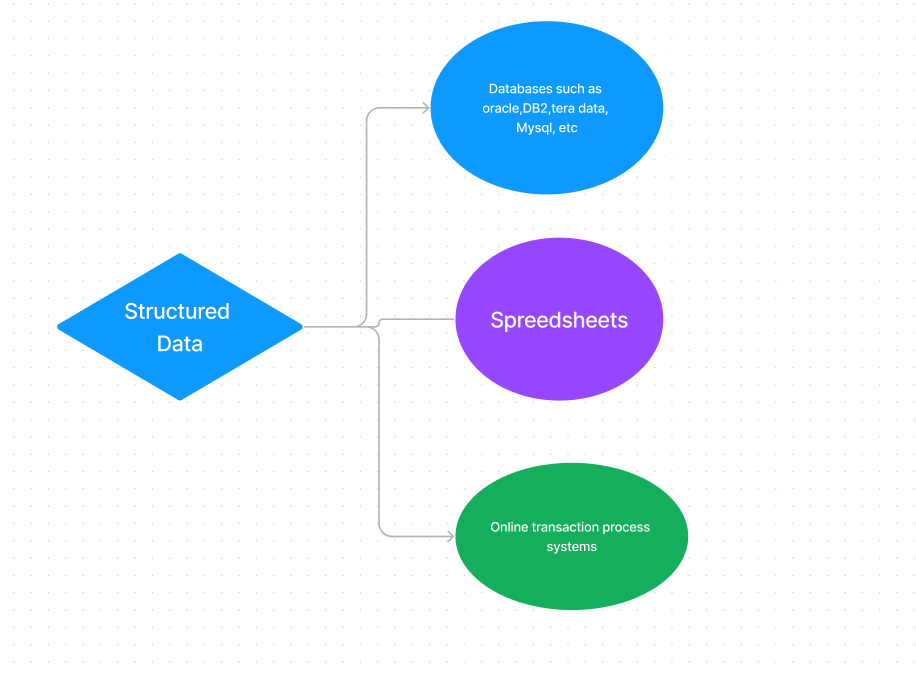 Databases such as
oracle,DB2,tera data,
Mysql, etc
Structured
Data
Spreedsheets
Online transaction process
systems